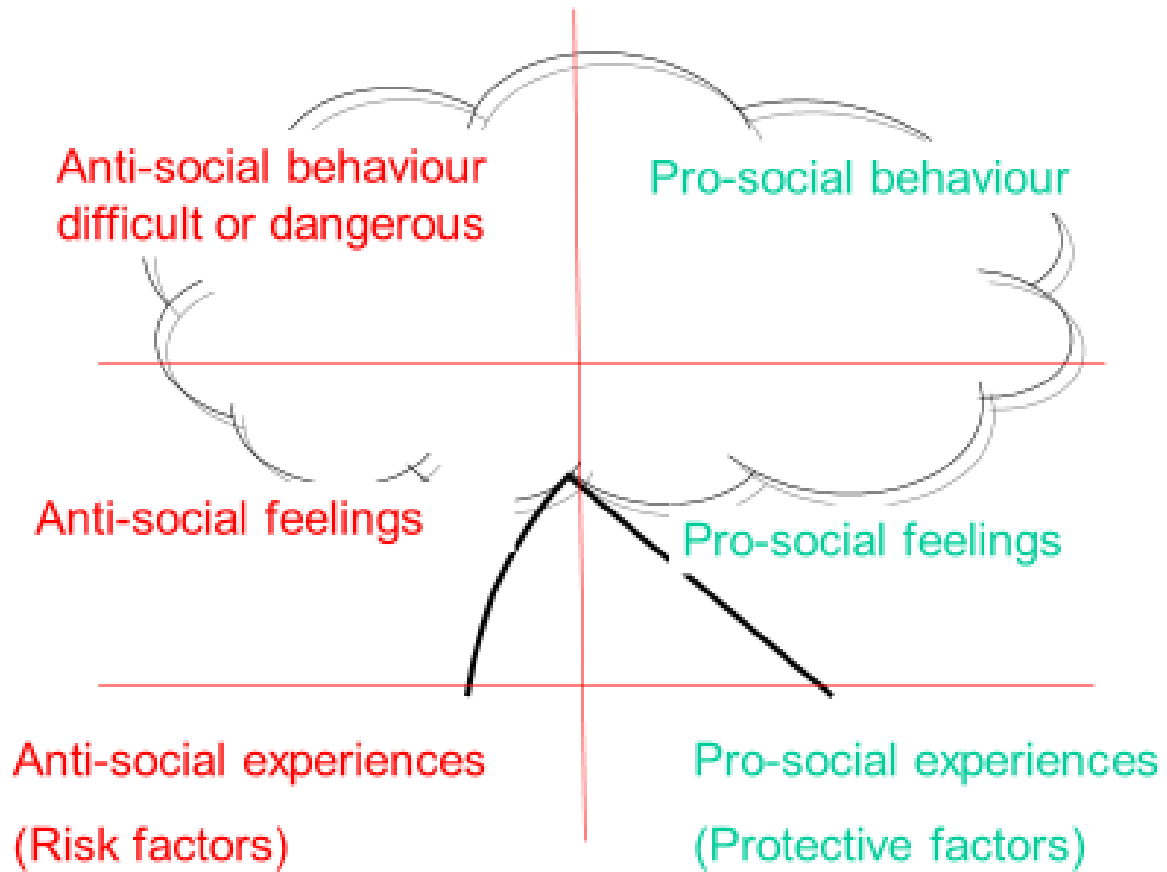 Anti-social behaviour
difficult or dangerous
Pro-social behaviour
Anti-social feelings
Pro-social feelings
Anti-social experiences
(Risk factors)
Pro-social experiences
(Protective factors)